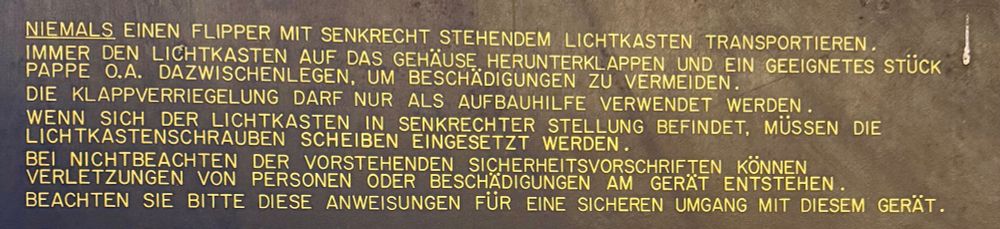 NIEMALS EINEN FLIPPER MIT SENKRECHT STEHENDEM LICHTKASTEN TRANSPORTIEREN.
IMMER DEN LICHTKASTEN AUF DAS GEHÄUSE HERUNTERKLAPPEN UND EIN GEEIGNETES STÜCK
PAPPE O.A. DAZWISCHENLEGEN, UM BESCHÄDIGUNGEN ZU VERMEIDEN.
DIE KLAPPVERRIEGELUNG DARF NUR ALS AUFBAUHILFE VERWENDET WERDEN.
WENN SICH DER LICHTKASTEN IN SENKRECHTER STELLUNG BEFINDET, MÜSSEN DIE
LICHTKASTENSCHRAUBEN SCHEIBEN EINGESETZT WERDEN.
BEI NICHTBEACHTEN DER VORSTEHENDEN SICHERHEITSVORSCHRIFTEN KÖNNEN
VERLETZUNGEN VON PERSONEN ODER BESCHÄDIGUNGEN AM GERÄT ENTSTEHEN.
BEACHTEN SIE BITTE DIESE ANWEISUNGEN FÜR EINE SICHEREN UMGANG MIT DIESEM GERÄT.